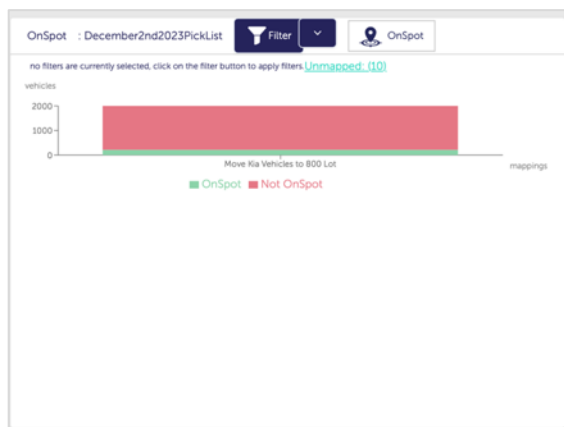 OnSpot : December2nd2023PickList Filter OnSpot
no filters are currently selected, click on the filter button to apply filters. Unmapped: (10)
vehicles
2000
1000
0
Move Kia Vehicles to 800 Lot
mappings
OnSpot Not OnSpot